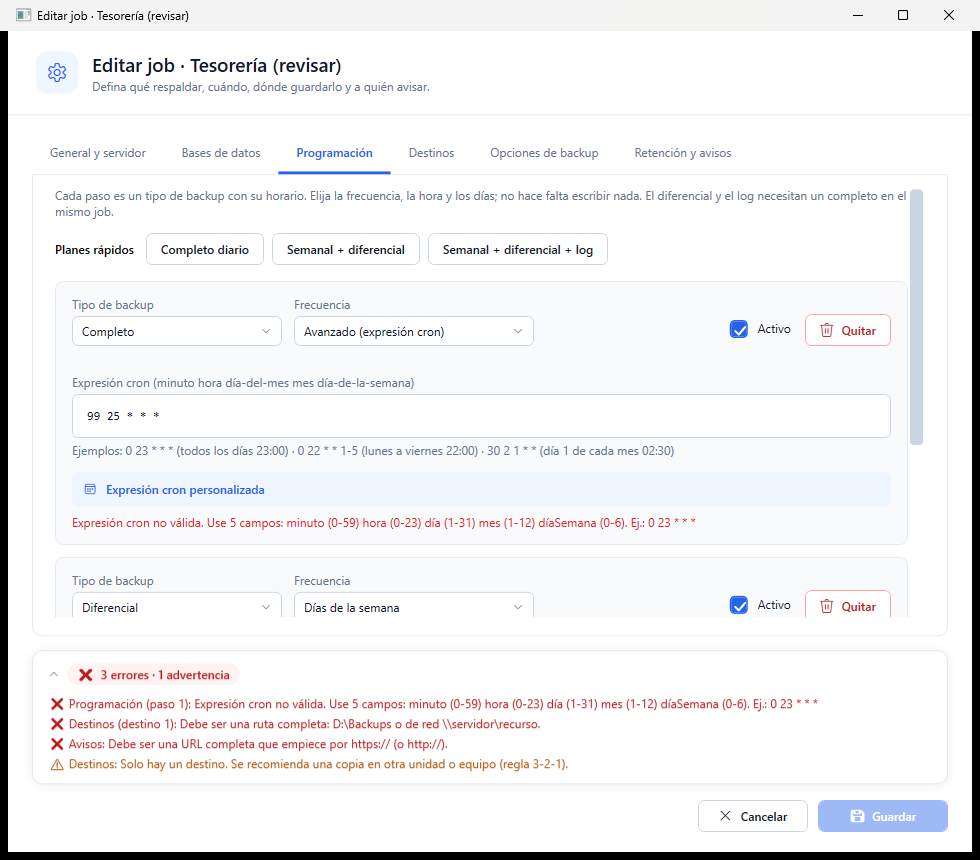 Editar job · Tesorería (revisar)
Editar job · Tesorería (revisar)
Defina qué respaldar, cuándo, dónde guardarlo y a quién avisar.
General y servidor
Bases de datos
Programación
Destinos
Opciones de backup
Retención y avisos
Cada paso es un tipo de backup con su horario. Elija la frecuencia, la hora y los días; no hace falta escribir nada. El diferencial y el log necesitan un completo en el
mismo job.
Planes rápidos
Completo diario
Semanal + diferencial
Semanal + diferencial + log
Tipo de backup
Frecuencia
Completo
Avanzado (expresión cron)
Activo
Quitar
Expresión cron (minuto hora día-del-mes mes día-de-la-semana)
99 25 * * *
Ejemplos: 0 23 * * * (todos los días 23:00) · 0 22 * * 1-5 (lunes a viernes 22:00) · 30 2 1 * * (día 1 de cada mes 02:30)
Expresión cron personalizada
Expresión cron no válida. Use 5 campos: minuto (0-59) hora (0-23) día (1-31) mes (1-12) díaSemana (0-6). Ej.: 0 23 * * *
Tipo de backup
Frecuencia
Diferencial
Días de la semana
Activo
Quitar
3 errores · 1 advertencia
Programación (paso 1): Expresión cron no válida. Use 5 campos: minuto (0-59) hora (0-23) día (1-31) mes (1-12) díaSemana (0-6). Ej.: 0 23 * * *
Destinos (destino 1): Debe ser una ruta completa: D:\Backups o de red \\servidor\recurso.
Avisos: Debe ser una URL completa que empiece por https:// (o http://).
Destinos: Solo hay un destino. Se recomienda una copia en otra unidad o equipo (regla 3-2-1).
Cancelar
Guardar